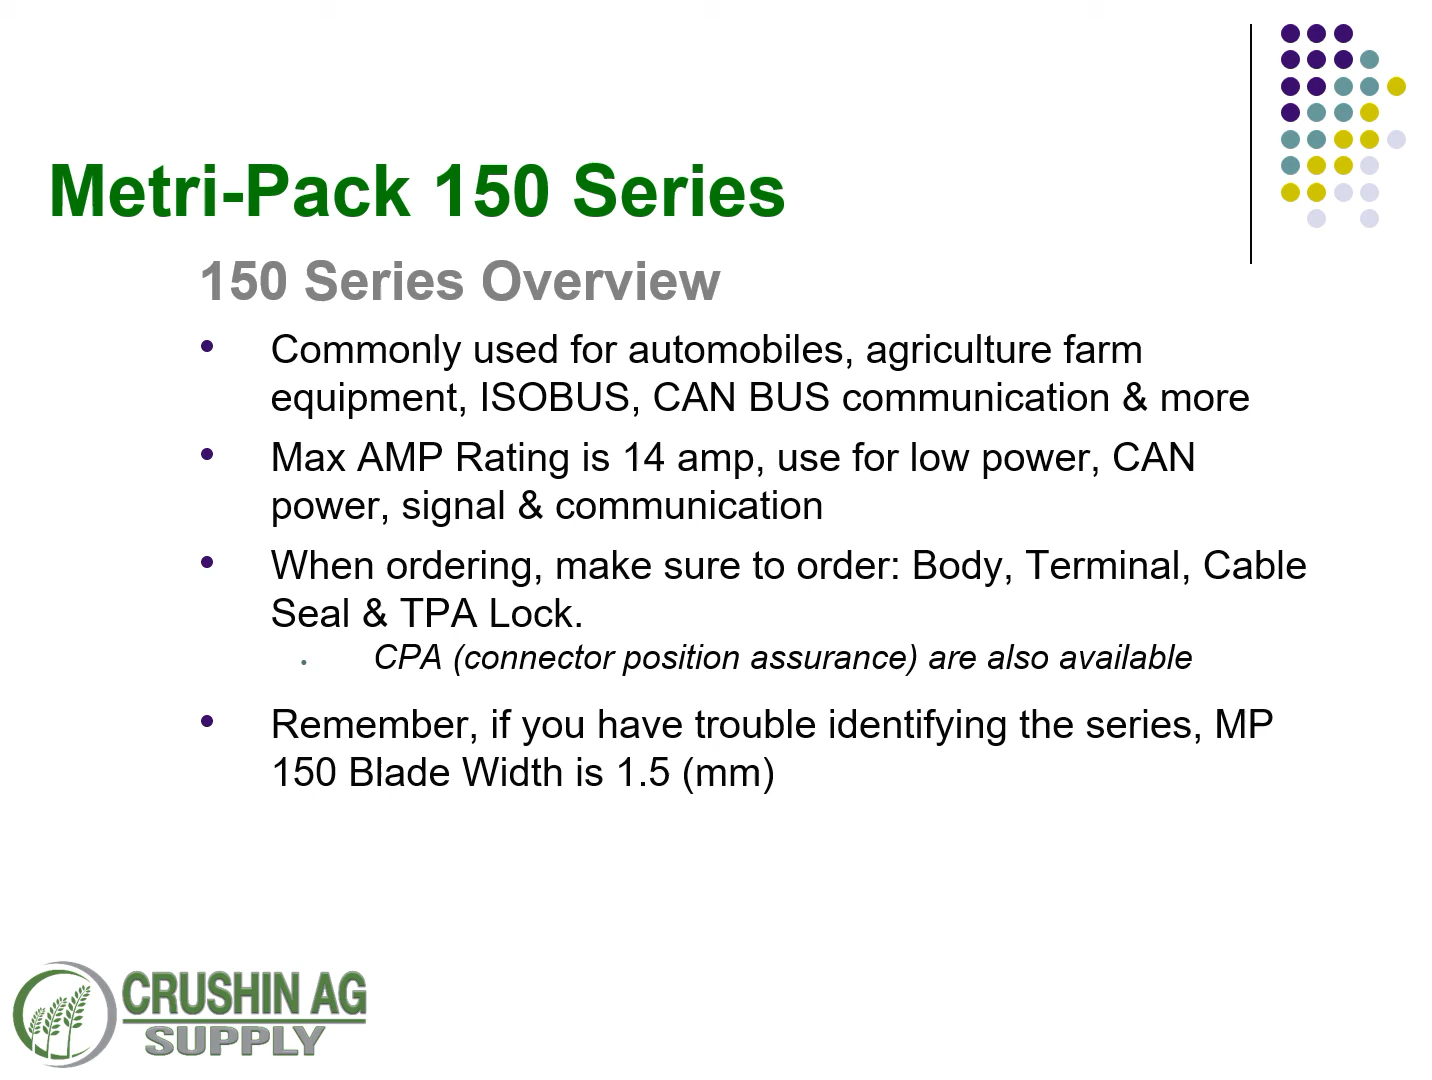 Metri-Pack 150 Series
150 Series Overview
• Commonly used for automobiles, agriculture farm
equipment, ISOBUS, CAN BUS communication & more
• Max AMP Rating is 14 amp, use for low power, CAN
power, signal & communication
• When ordering, make sure to order: Body, Terminal, Cable
Seal & TPA Lock.
• CPA (connector position assurance) are also available
• Remember, if you have trouble identifying the series, MP
150 Blade Width is 1.5 (mm)
CRUSHIN AG
SUPPLY